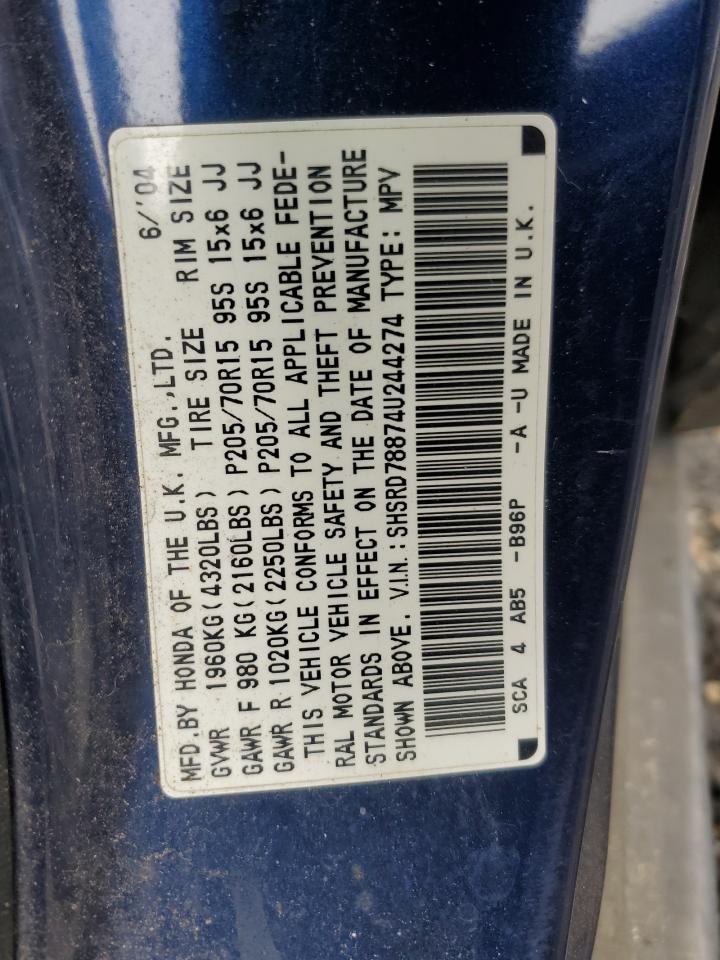 MFD.BY HONDA OF THE U.K. MFG.,LTD. 6/'04
GVWR 1960KG(4320LBS) TIRE SIZE RIM SIZE
GAWR F 980 KG(2160LBS) P205/70R15 95S 15x6 JJ
GAWR R 1020KG(2250LBS) P205/70R15 95S 15x6 JJ
THIS VEHICLE CONFORMS TO ALL APPLICABLE FEDE-
RAL MOTOR VEHICLE SAFETY AND THEFT PREVENTION
STANDARDS IN EFFECT ON THE DATE OF MANUFACTURE
SHOWN ABOVE. V.I.N.:SHSRD78874U244274 TYPE: MPV
SCA 4 AB5 -B96P -A -U MADE IN U.K.